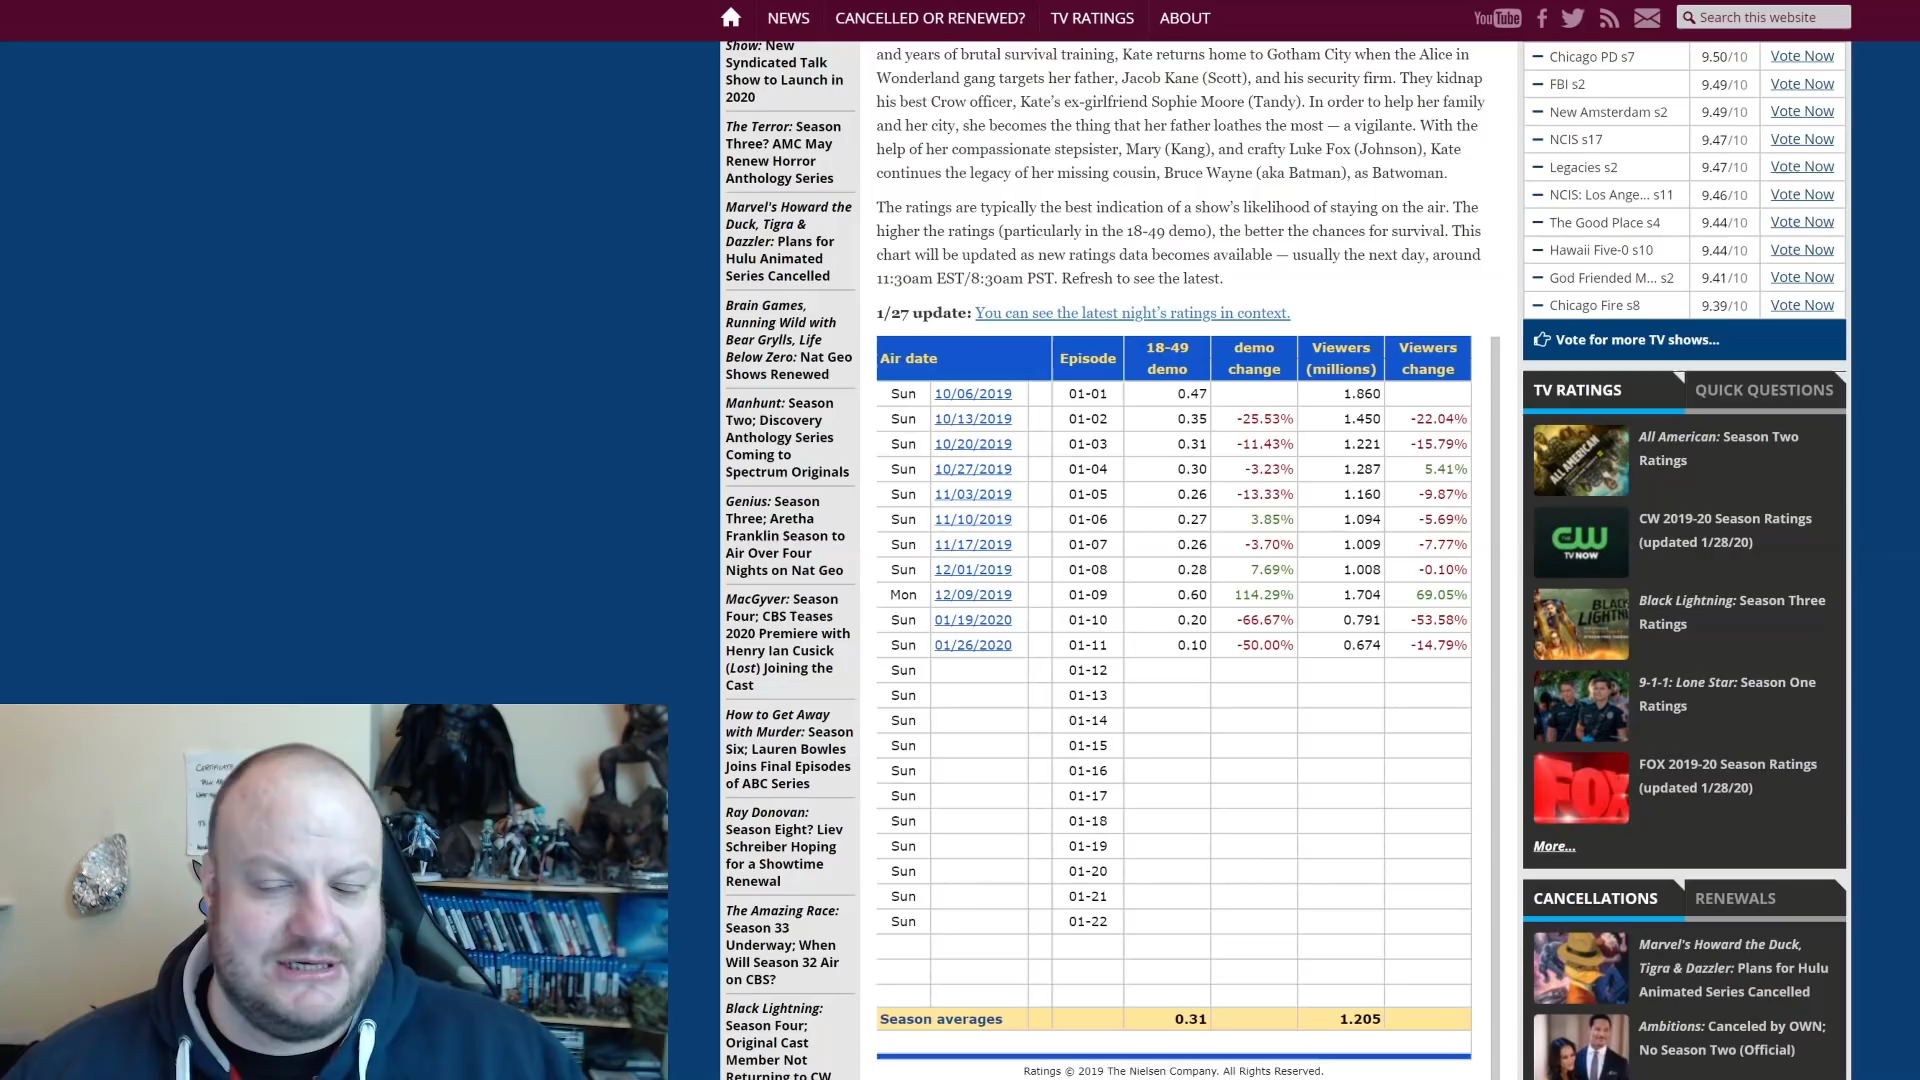 NEWS
CANCELLED OR RENEWED?
TV RATINGS
ABOUT
You Tube
Search this website
Show: New
Syndicated Talk
Show to Launch in
2020
The Terror: Season
Three? AMC May
Renew Horror
Anthology Series
Marvel's Howard the
Duck, Tigra &
Dazzler: Plans for
Hulu Animated
Series Cancelled
Brain Games,
Running Wild with
Bear Grylls, Life
Below Zero: Nat Geo
Shows Renewed
Manhunt: Season
Two; Discovery
Anthology Series
Coming to
Spectrum Originals
Genius: Season
Three; Aretha
Franklin Season to
Air Over Four
Nights on Nat Geo
MacGyver: Season
Four; CBS Teases
2020 Premiere with
Henry Ian Cusick
(Lost) Joining the
Cast
How to Get Away
with Murder: Season
Six; Lauren Bowles
Joins Final Episodes
of ABC Series
Ray Donovan:
Season Eight? Liev
Schreiber Hoping
for a Showtime
Renewal
The Amazing Race:
Season 33
Underway; When
Will Season 32 Air
on CBS?
Black Lightning:
Season Four;
Original Cast
Member Not
Returning to CW
and years of brutal survival training, Kate returns home to Gotham City when the Alice in
Wonderland gang targets her father, Jacob Kane (Scott), and his security firm. They kidnap
his best Crow officer, Kate's ex-girlfriend Sophie Moore (Tandy). In order to help her family
and her city, she becomes the thing that her father loathes the most — a vigilante. With the
help of her compassionate stepsister, Mary (Kang), and crafty Luke Fox (Johnson), Kate
continues the legacy of her missing cousin, Bruce Wayne (aka Batman), as Batwoman.
The ratings are typically the best indication of a show's likelihood of staying on the air. The
higher the ratings (particularly in the 18-49 demo), the better the chances for survival. This
chart will be updated as new ratings data becomes available — usually the next day, around
11:30am EST/8:30am PST. Refresh to see the latest.
1/27 update: You can see the latest night's ratings in context.
Air date Episode 18-49 demo demo change Viewers (millions) Viewers change
Sun 10/06/2019 01-01 0.47 1.860
Sun 10/13/2019 01-02 0.35 -25.53% 1.450 -22.04%
Sun 10/20/2019 01-03 0.31 -11.43% 1.221 -15.79%
Sun 10/27/2019 01-04 0.30 -3.23% 1.287 5.41%
Sun 11/03/2019 01-05 0.26 -13.33% 1.160 -9.87%
Sun 11/10/2019 01-06 0.27 3.85% 1.094 -5.69%
Sun 11/17/2019 01-07 0.26 -3.70% 1.009 -7.77%
Sun 12/01/2019 01-08 0.28 7.69% 1.008 -0.10%
Mon 12/09/2019 01-09 0.60 114.29% 1.704 69.05%
Sun 01/19/2020 01-10 0.20 -66.67% 0.791 -53.58%
Sun 01/26/2020 01-11 0.10 -50.00% 0.674 -14.79%
Sun 01-12
Sun 01-13
Sun 01-14
Sun 01-15
Sun 01-16
Sun 01-17
Sun 01-18
Sun 01-19
Sun 01-20
Sun 01-21
Sun 01-22
Season averages 0.31 1.205
Ratings © 2019 The Nielsen Company. All Rights Reserved.
Chicago PD s7 9.50/10 Vote Now
FBI s2 9.49/10 Vote Now
New Amsterdam s2 9.49/10 Vote Now
NCIS s17 9.47/10 Vote Now
Legacies s2 9.47/10 Vote Now
NCIS: Los Ange... s11 9.46/10 Vote Now
The Good Place s4 9.44/10 Vote Now
Hawaii Five-0 s10 9.44/10 Vote Now
God Friended M... s2 9.41/10 Vote Now
Chicago Fire s8 9.39/10 Vote Now
Vote for more TV shows...
TV RATINGS
QUICK QUESTIONS
ALL AMERICAN
All American: Season Two
Ratings
CW
TV NOW
CW 2019-20 Season Ratings
(updated 1/28/20)
Black Lightning: Season Three
Ratings
9-1-1: Lone Star: Season One
Ratings
FOX
FOX 2019-20 Season Ratings
(updated 1/28/20)
More...
CANCELLATIONS
RENEWALS
Marvel's Howard the Duck,
Tigra & Dazzler: Plans for Hulu
Animated Series Cancelled
Ambitions: Canceled by OWN;
No Season Two (Official)